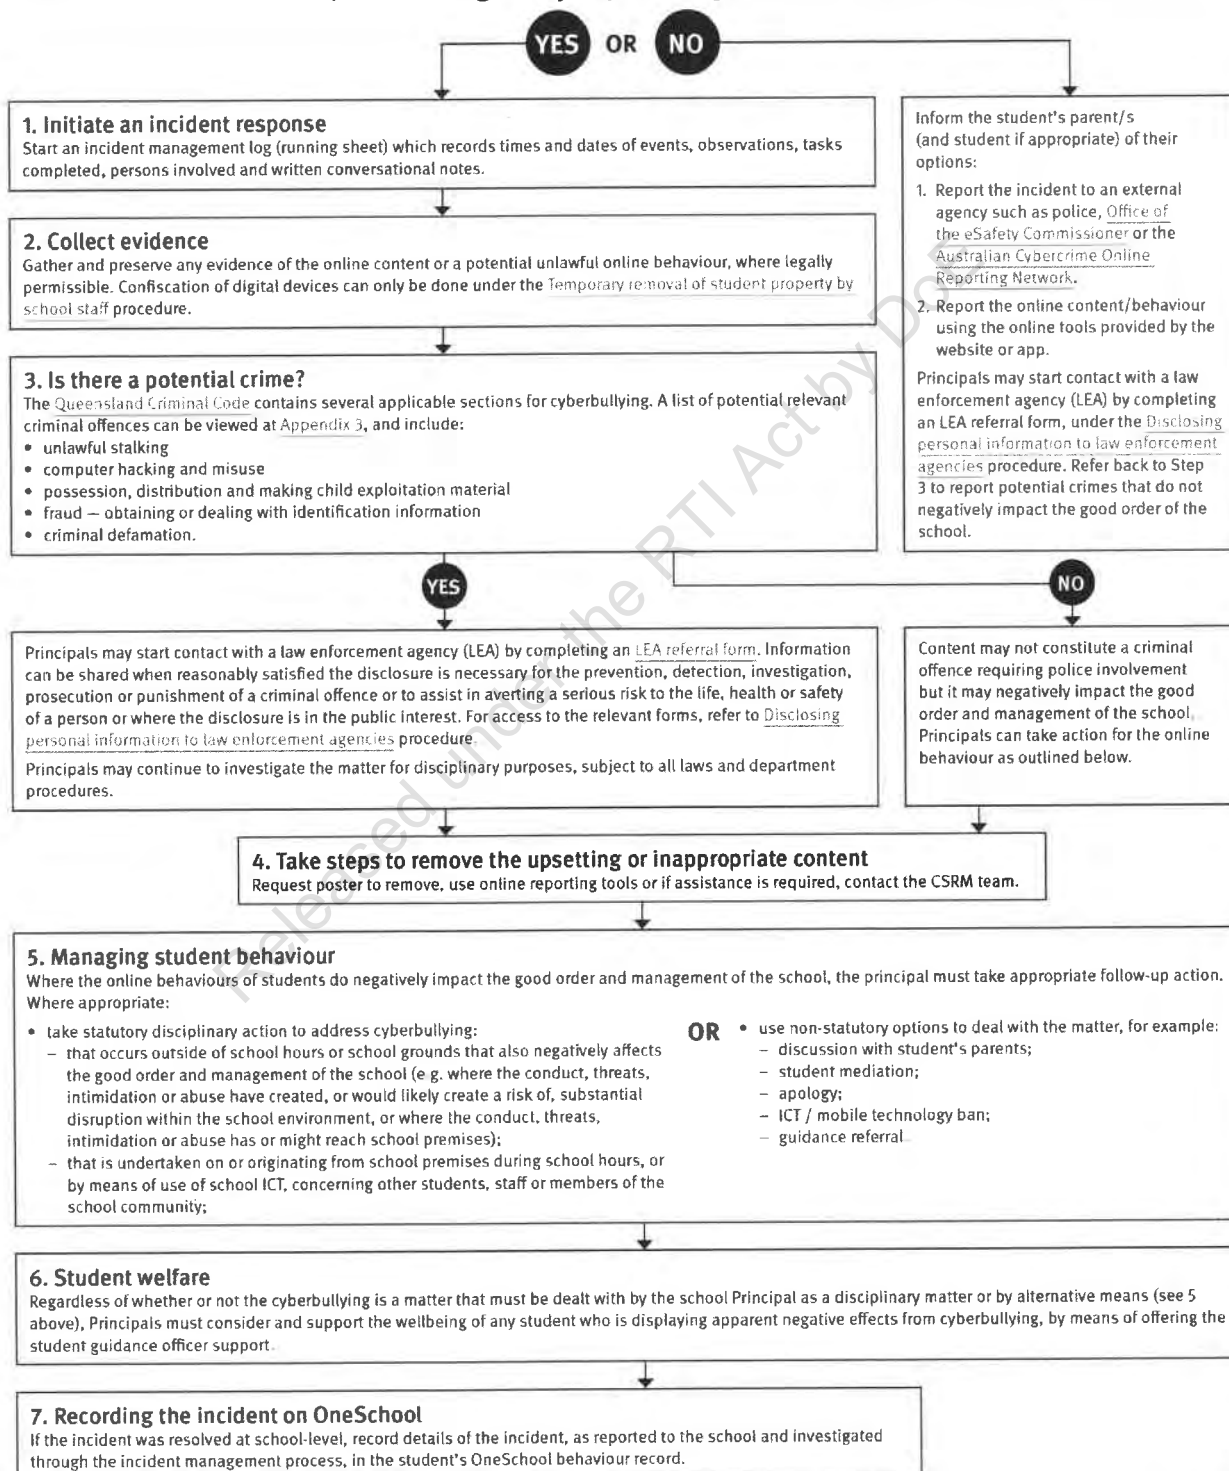 YES OR NO
1. Initiate an incident response
Start an incident management log (running sheet) which records times and dates of events, observations, tasks
completed, persons involved and written conversational notes.
2. Collect evidence
Gather and preserve any evidence of the online content or a potential unlawful online behaviour, where legally
permissible. Confiscation of digital devices can only be done under the Temporary removal of student property by
school staff procedure.
3. Is there a potential crime?
The Queensland Criminal Code contains several applicable sections for cyberbullying. A list of potential relevant
criminal offences can be viewed at Appendix 3, and include:
• unlawful stalking
• computer hacking and misuse
• possession, distribution and making child exploitation material
• fraud – obtaining or dealing with identification information
• criminal defamation.
Inform the student's parent/s
(and student if appropriate) of their
options:
1. Report the incident to an external
agency such as police, Office of
the eSafety Commissioner or the
Australian Cybercrime Online
Reporting Network.
2. Report the online content/behaviour
using the online tools provided by the
website or app.
Principals may start contact with a law
enforcement agency (LEA) by completing
an LEA referral form, under the Disclosing
personal information to law enforcement
agencies procedure. Refer back to Step
3 to report potential crimes that do not
negatively impact the good order of the
school.
YES
NO
Principals may start contact with a law enforcement agency (LEA) by completing an LEA referral form. Information
can be shared when reasonably satisfied the disclosure is necessary for the prevention, detection, investigation,
prosecution or punishment of a criminal offence or to assist in averting a serious risk to the life, health or safety
of a person or where the disclosure is in the public interest. For access to the relevant forms, refer to Disclosing
personal information to law enforcement agencies procedure.
Principals may continue to investigate the matter for disciplinary purposes, subject to all laws and department
procedures.
Content may not constitute a criminal
offence requiring police involvement
but it may negatively impact the good
order and management of the school.
Principals can take action for the online
behaviour as outlined below.
4. Take steps to remove the upsetting or inappropriate content
Request poster to remove, use online reporting tools or if assistance is required, contact the CSRM team.
5. Managing student behaviour
Where the online behaviours of students do negatively impact the good order and management of the school, the principal must take appropriate follow-up action.
Where appropriate:
• take statutory disciplinary action to address cyberbullying:
– that occurs outside of school hours or school grounds that also negatively affects
the good order and management of the school (e g. where the conduct, threats,
intimidation or abuse have created, or would likely create a risk of, substantial
disruption within the school environment, or where the conduct, threats,
intimidation or abuse has or might reach school premises);
– that is undertaken on or originating from school premises during school hours, or
by means of use of school ICT, concerning other students, staff or members of the
school community;
OR
• use non-statutory options to deal with the matter, for example:
– discussion with student's parents;
– student mediation;
– apology;
– ICT / mobile technology ban;
– guidance referral
6. Student welfare
Regardless of whether or not the cyberbullying is a matter that must be dealt with by the school Principal as a disciplinary matter or by alternative means (see 5
above), Principals must consider and support the wellbeing of any student who is displaying apparent negative effects from cyberbullying, by means of offering the
student guidance officer support.
7. Recording the incident on OneSchool
If the incident was resolved at school-level, record details of the incident, as reported to the school and investigated
through the incident management process, in the student's OneSchool behaviour record.
Released under the RTI Act by DoE